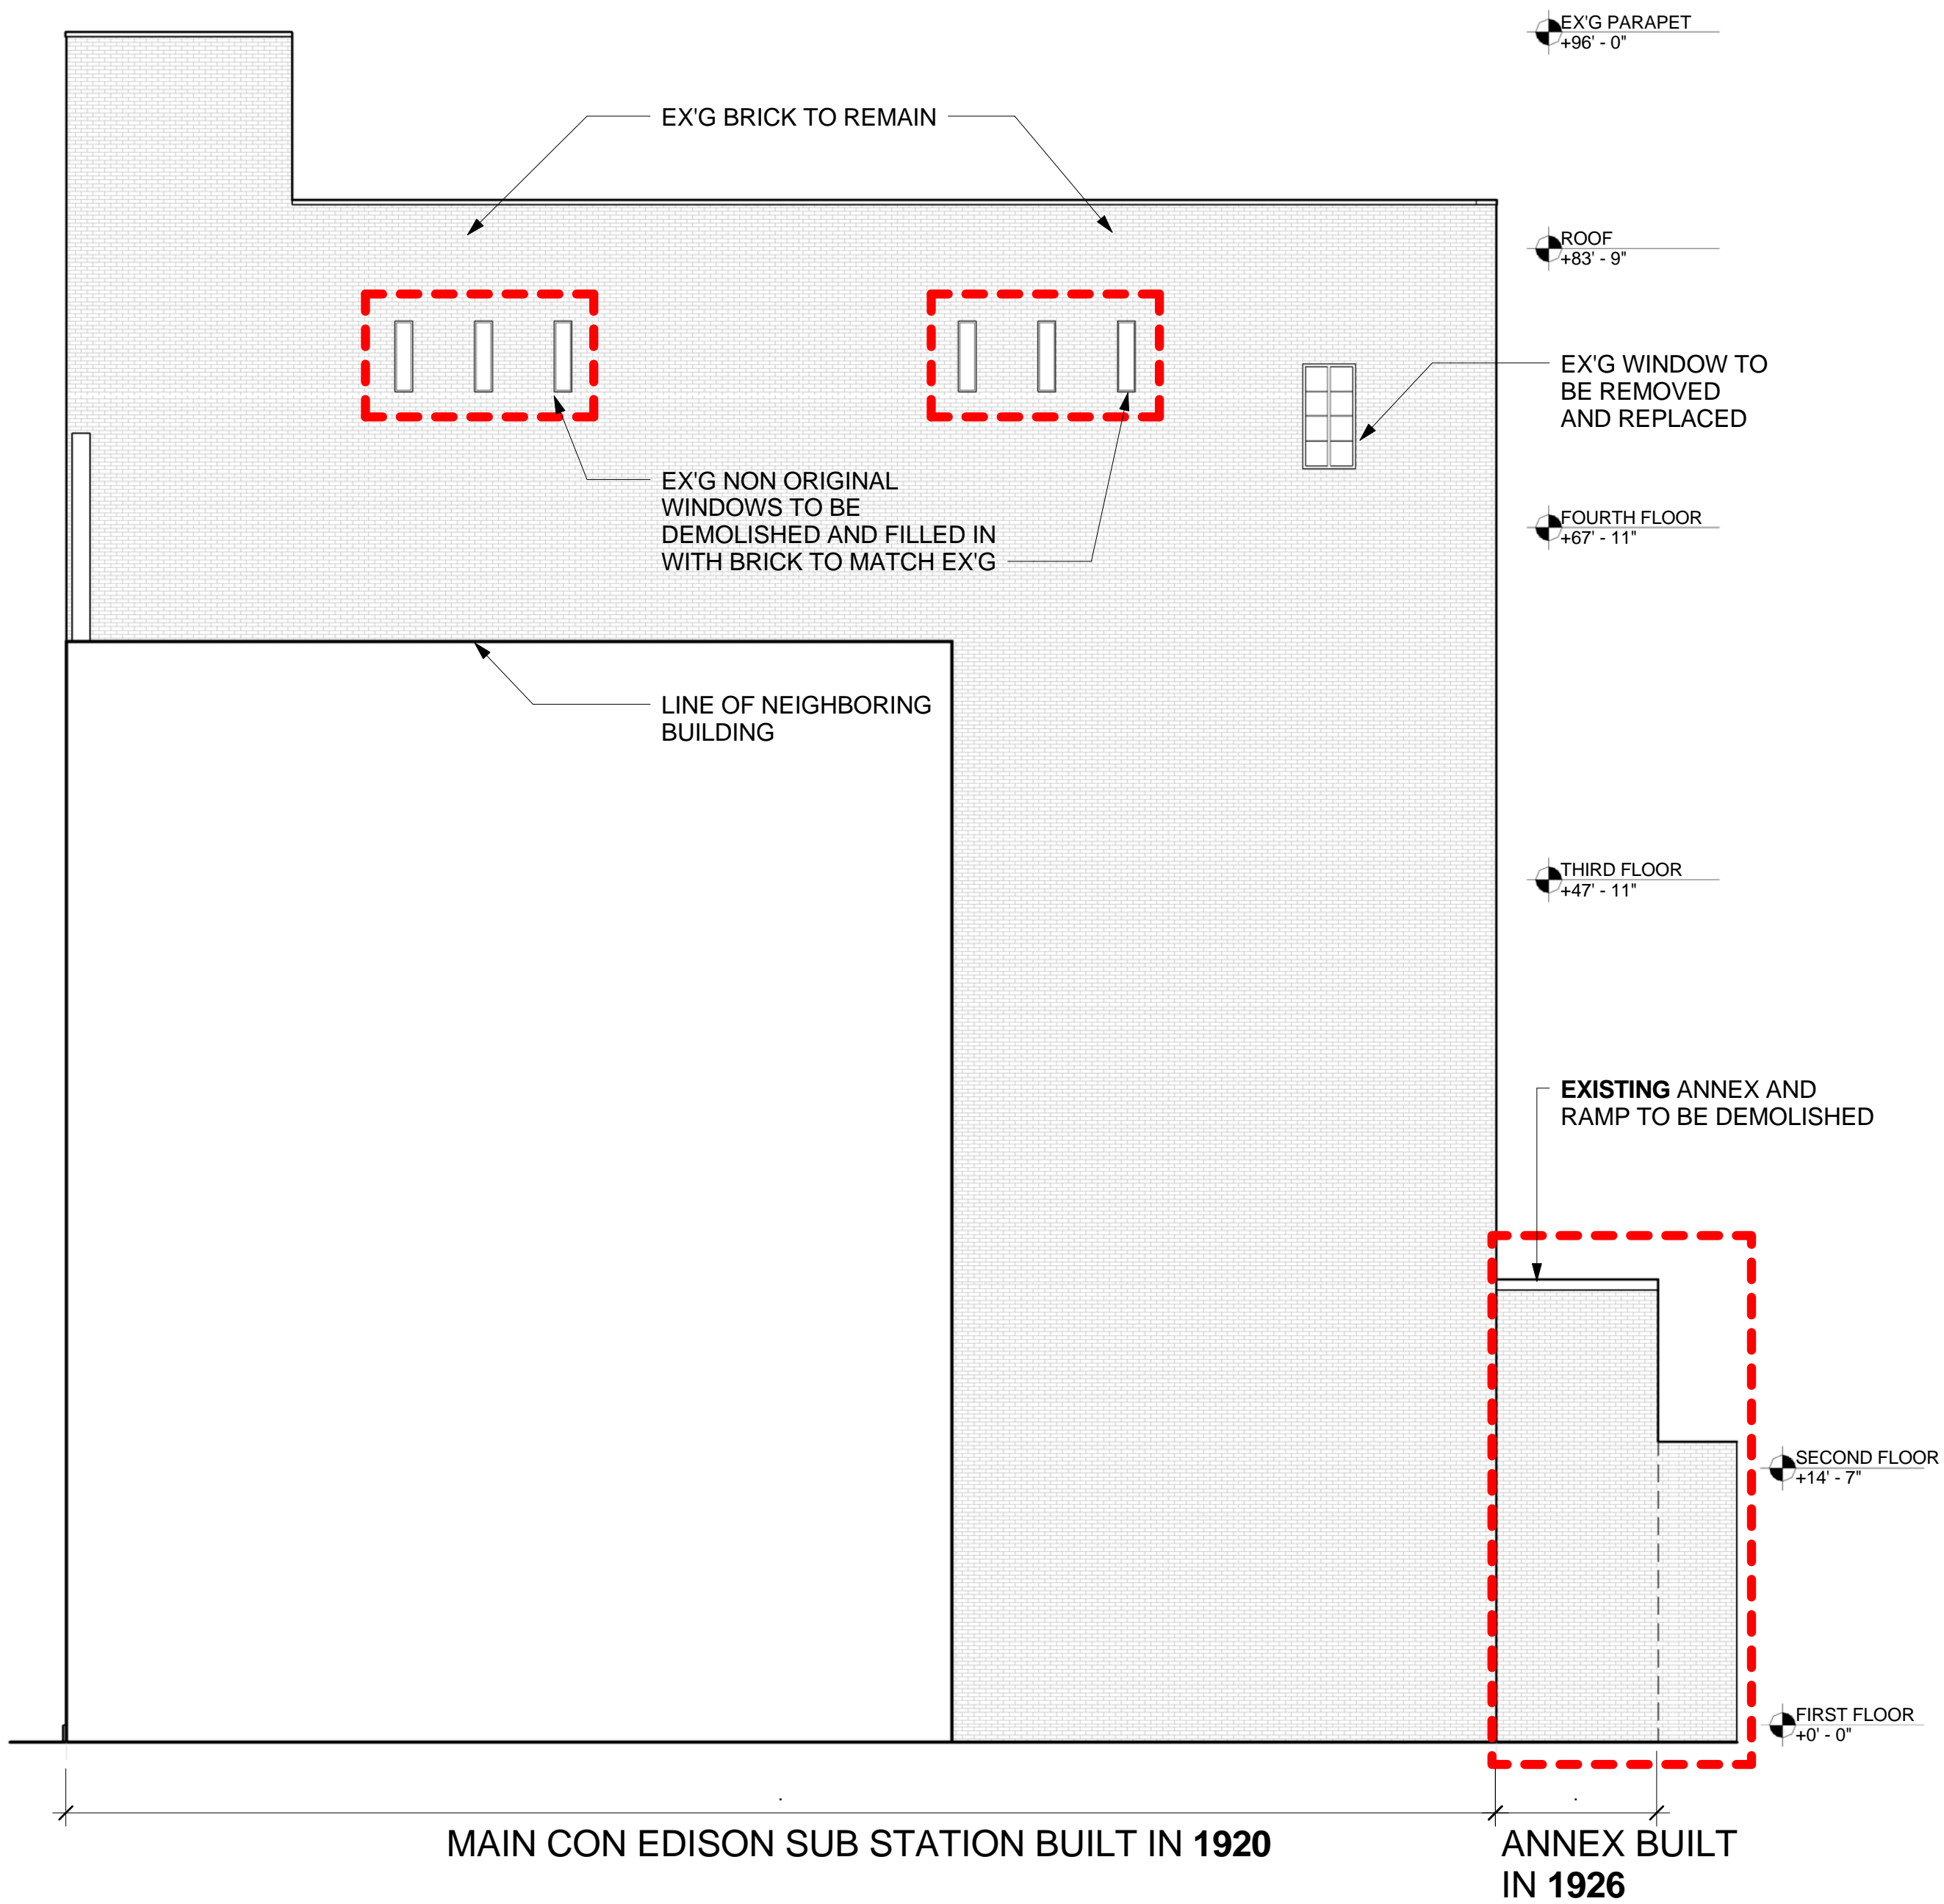 EX'G PARAPET
+96' - 0"
EX'G BRICK TO REMAIN
ROOF
+83' - 9"
EX'G WINDOW TO
BE REMOVED
AND REPLACED
EX'G NON ORIGINAL
WINDOWS TO BE
DEMOLISHED AND FILLED IN
WITH BRICK TO MATCH EX'G
FOURTH FLOOR
+67' - 11"
LINE OF NEIGHBORING
BUILDING
THIRD FLOOR
+47' - 11"
EXISTING ANNEX AND
RAMP TO BE DEMOLISHED
SECOND FLOOR
+14' - 7"
FIRST FLOOR
+0' - 0"
MAIN CON EDISON SUB STATION BUILT IN 1920
ANNEX BUILT
IN 1926